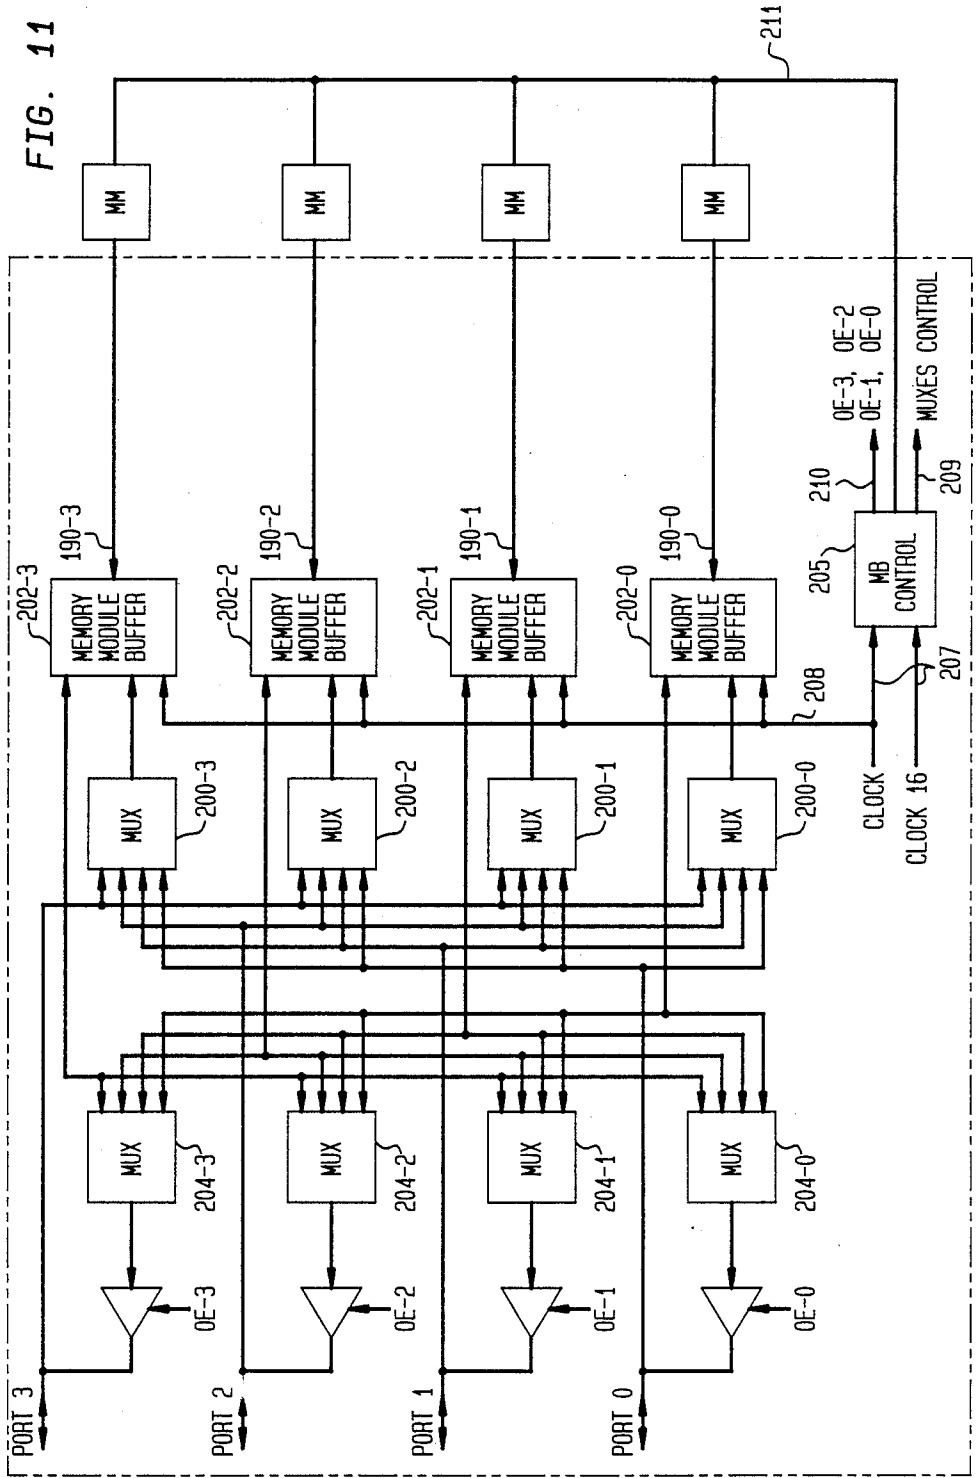 FIG. 11
211
MM
MM
MM
MM
190-3
190-2
190-1
190-0
202-3
202-2
202-1
202-0
MEMORY
MODULE
BUFFER
MEMORY
MODULE
BUFFER
MEMORY
MODULE
BUFFER
MEMORY
MODULE
BUFFER
OE-3, OE-2
OE-1, OE-0
MUXES CONTROL
210
209
205
MB
CONTROL
207
208
CLOCK
CLOCK 16
MUX
200-3
MUX
200-2
MUX
200-1
MUX
200-0
MUX
204-3
MUX
204-2
MUX
204-1
MUX
204-0
OE-3
OE-2
OE-1
OE-0
PORT 3
PORT 2
PORT 1
PORT 0